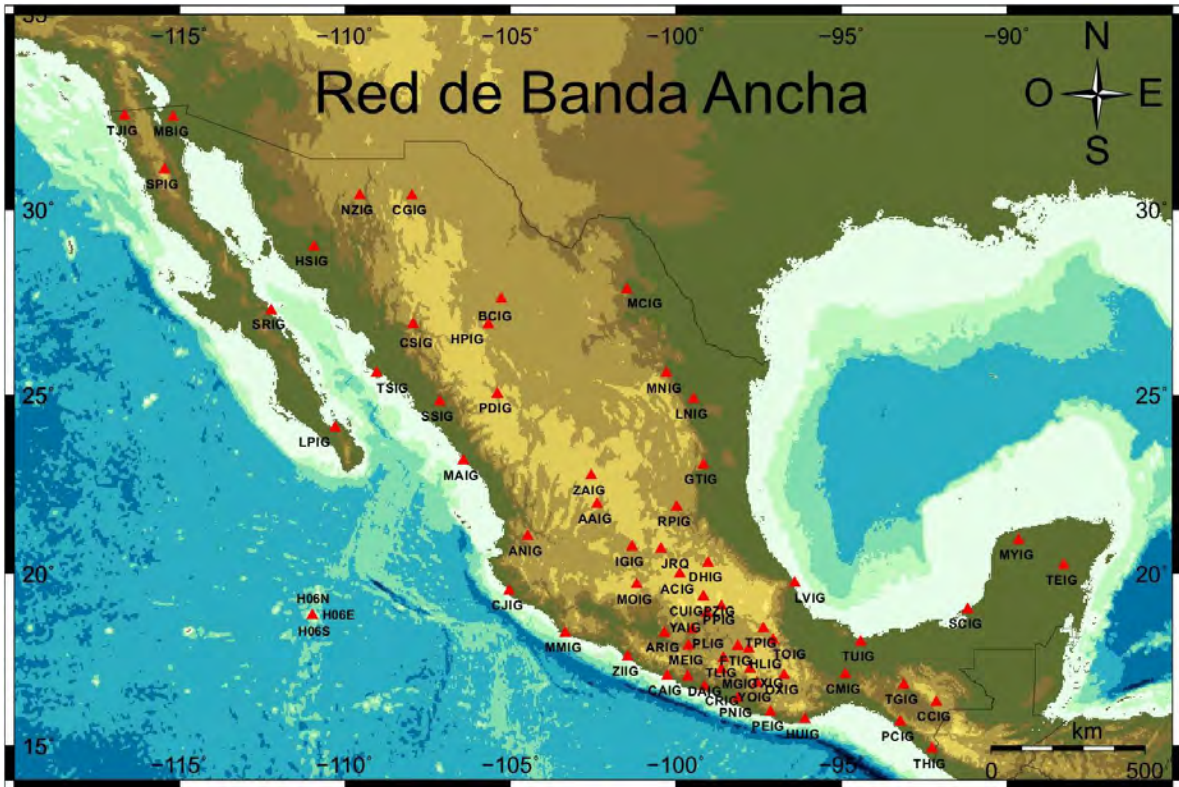 35
−115 −110 −105 −100 −95 −90
N
Red de Banda Ancha
O E
S
TJIG MBIG
SPIG
30 NZIG CGIG 30
HSIG
MCIG
BCIG
SRIG
CSIG HPIG
TSIG MNIG
25 SSIG PDIG LNIG 25
LPIG
MAIG GTIG
ZAIG
AAIG RPIG
ANIG
IGIG JRQ MYIG
20 DHIG 20
ACIG TEIG
MOIG LVIG
CJIG
H06N CUIG PZIG SCIG
H06E PPIG
H06S YAIG
MMIG ARIG PLIG TPIG
MEIG TOIG TUIG
ZIIG TLIG HLIG
CAIG DAIG MGIG OXIG CMIG TGIG
CRIG YOIG CCIG
PNIG PEIG HUIG PCIG
15 THIG km 15
0 500
−115 −110 −105 −100 −95 −90